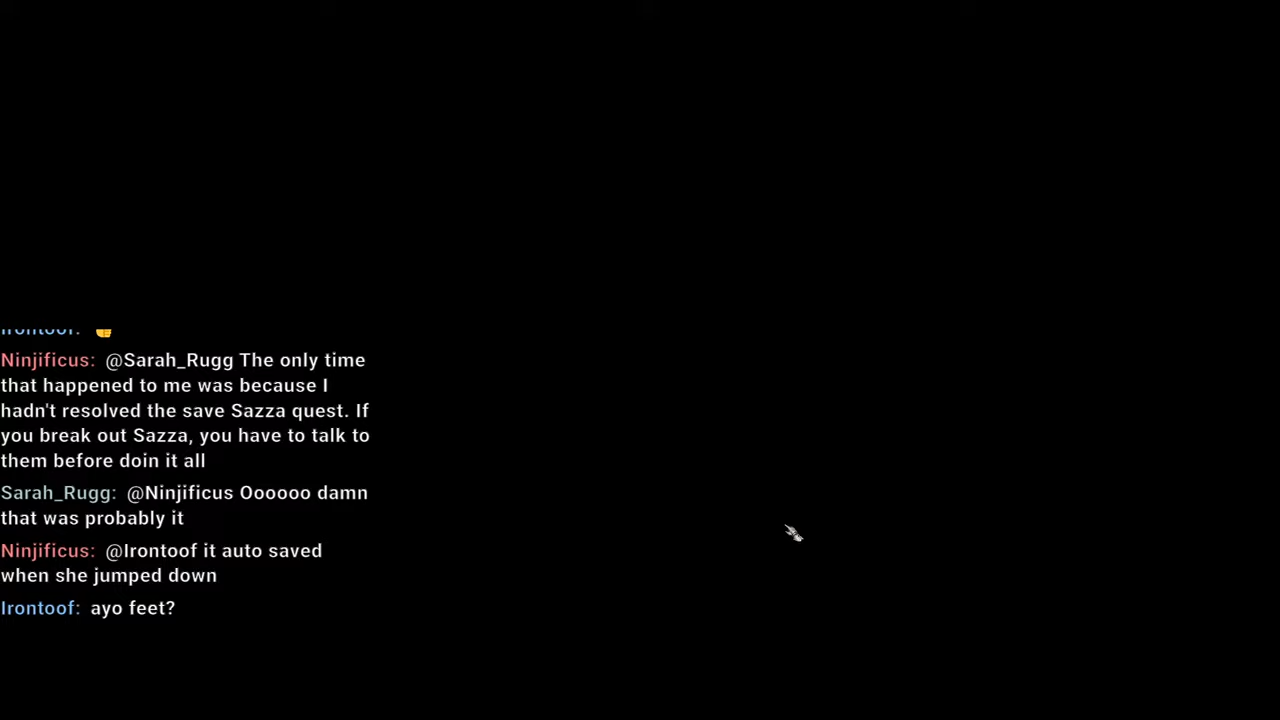 Irontoof: 👍
Ninjificus: @Sarah_Rugg The only time
that happened to me was because I
hadn't resolved the save Sazza quest. If
you break out Sazza, you have to talk to
them before doin it all
Sarah_Rugg: @Ninjificus Oooooo damn
that was probably it
Ninjificus: @Irontoof it auto saved
when she jumped down
Irontoof: ayo feet?